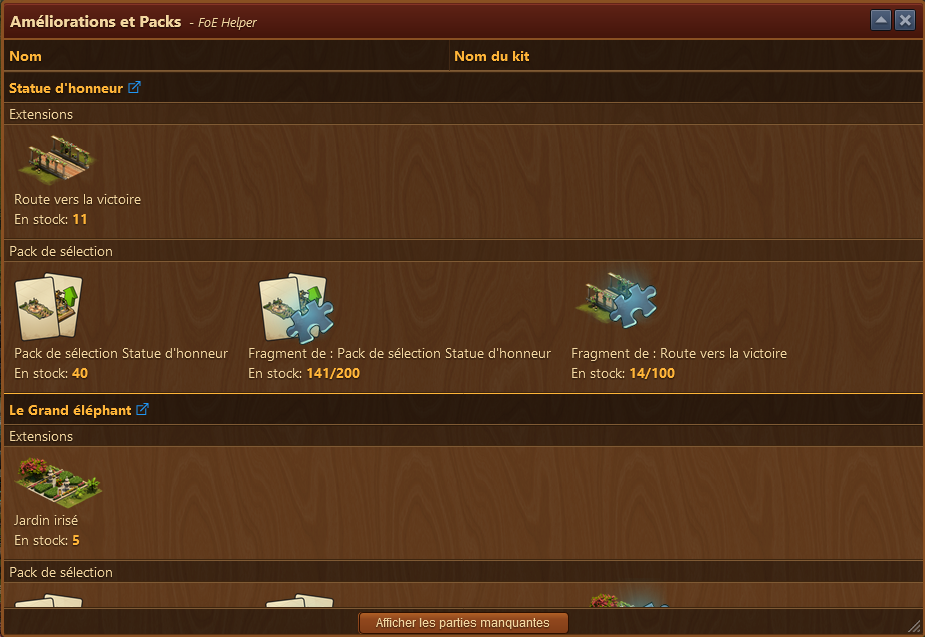 Améliorations et Packs - FoE Helper
Nom Nom du kit
Statue d'honneur
Extensions
Route vers la victoire
En stock: 11
Pack de sélection
Pack de sélection Statue d'honneur
En stock: 40
Fragment de : Pack de sélection Statue d'honneur
En stock: 141/200
Fragment de : Route vers la victoire
En stock: 14/100
Le Grand éléphant
Extensions
Jardin irisé
En stock: 5
Pack de sélection
Afficher les parties manquantes